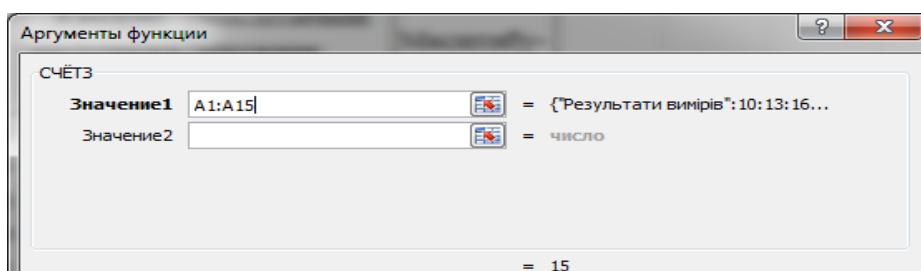 Аргументы функции
СЧЁТЗ
Значение1 A1:A15 = {"Результати вимірів":10:13:16...
Значение2 = число
= 15